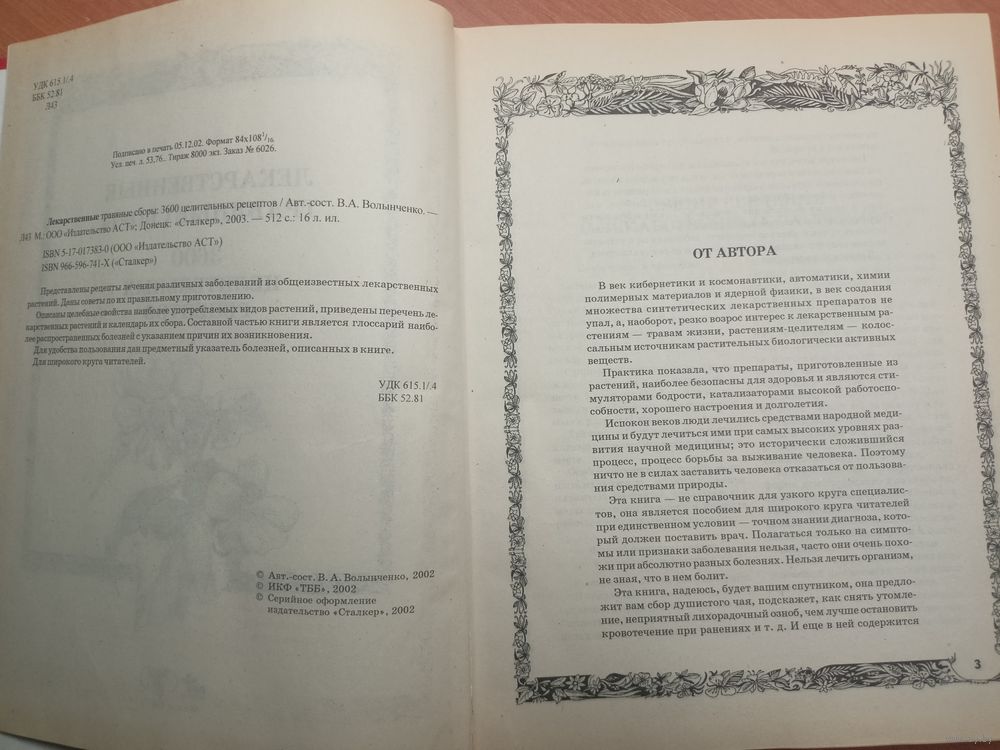 УДК 615.1/.4
ББК 52.81
Л43
Подписано в печать 05.12.02. Формат 84х108 1/16.
Усл. печ. л. 53,76. Тираж 8000 экз. Заказ № 6026.
Лекарственные травяные сборы: 3600 целительных рецептов / Авт.-сост. В.А. Волынченко. —
Л43 М.: ООО «Издательство АСТ»; Донецк: «Сталкер», 2003. — 512 с.: 16 л. ил.
ISBN 5-17-017383-0 (ООО «Издательство АСТ»)
ISBN 966-596-741-X («Сталкер»)
Представлены рецепты лечения различных заболеваний из общеизвестных лекарственных
растений. Даны советы по их правильному приготовлению.
Описаны целебные свойства наиболее употребляемых видов растений, приведены перечень ле-
карственных растений и календарь их сбора. Составной частью книги является глоссарий наибо-
лее распространенных болезней с указанием причин их возникновения.
Для удобства пользования дан предметный указатель болезней, описанных в книге.
Для широкого круга читателей.
УДК 615.1/.4
ББК 52.81
© Авт.-сост. В. А. Волынченко, 2002
© ИКФ «ТББ», 2002
© Серийное оформление
издательство «Сталкер», 2002
ОТ АВТОРА
В век кибернетики и космонавтики, автоматики, химии
полимерных материалов и ядерной физики, в век создания
множества синтетических лекарственных препаратов не
упал, а, наоборот, резко возрос интерес к лекарственным ра-
стениям — травам жизни, растениям-целителям — колос-
сальным источникам растительных биологически активных
веществ.
Практика показала, что препараты, приготовленные из
растений, наиболее безопасны для здоровья и являются сти-
муляторами бодрости, катализаторами высокой работоспо-
собности, хорошего настроения и долголетия.
Испокон веков люди лечились средствами народной меди-
цины и будут лечиться ими при самых высоких уровнях раз-
вития научной медицины; это исторически сложившийся
процесс, процесс борьбы за выживание человека. Поэтому
ничто не в силах заставить человека отказаться от пользова-
ния средствами природы.
Эта книга — не справочник для узкого круга специалис-
тов, она является пособием для широкого круга читателей
при единственном условии — точном знании диагноза, кото-
рый должен поставить врач. Полагаться только на симпто-
мы или признаки заболевания нельзя, часто они очень похо-
жи при абсолютно разных болезнях. Нельзя лечить организм,
не зная, что в нем болит.
Эта книга, надеюсь, будет вашим спутником, она предло-
жит вам сбор душистого чая, подскажет, как снять утомле-
ние, неприятный лихорадочный озноб, чем лучше остановить
кровотечение при ранениях и т. д. И еще в ней содержится
3